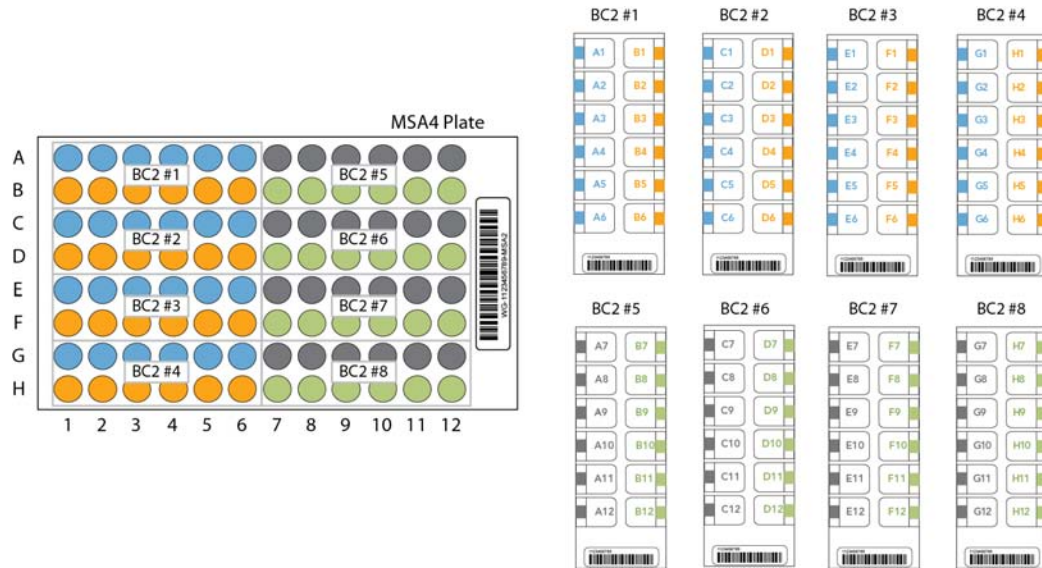 MSA4 Plate
A
B
C
D
E
F
G
H
BC2 #1
BC2 #5
BC2 #2
BC2 #6
BC2 #3
BC2 #7
BC2 #4
BC2 #8
1 2 3 4 5 6 7 8 9 10 11 12
WG-1123456789-MSA2
BC2 #1
A1 B1
A2 B2
A3 B3
A4 B4
A5 B5
A6 B6
BC2 #2
C1 D1
C2 D2
C3 D3
C4 D4
C5 D5
C6 D6
BC2 #3
E1 F1
E2 F2
E3 F3
E4 F4
E5 F5
E6 F6
BC2 #4
G1 H1
G2 H2
G3 H3
G4 H4
G5 H5
G6 H6
BC2 #5
A7 B7
A8 B8
A9 B9
A10 B10
A11 B11
A12 B12
BC2 #6
C7 D7
C8 D8
C9 D9
C10 D10
C11 D11
C12 D12
BC2 #7
E7 F7
E8 F8
E9 F9
E10 F10
E11 F11
E12 F12
BC2 #8
G7 H7
G8 H8
G9 H9
G10 H10
G11 H11
G12 H12